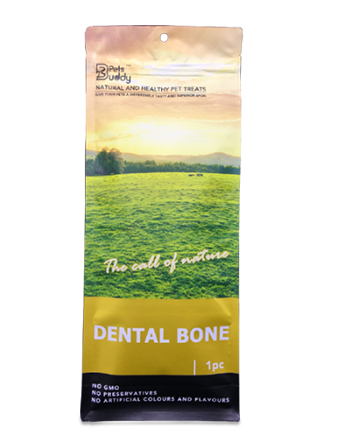 Pets
Buddy
NATURAL AND HEALTHY PET TREATS
The call of nature
DENTAL BONE
1pc
NO GMO
NO PRESERVATIVES
NO ARTIFICIAL COLOURS AND FLAVOURS